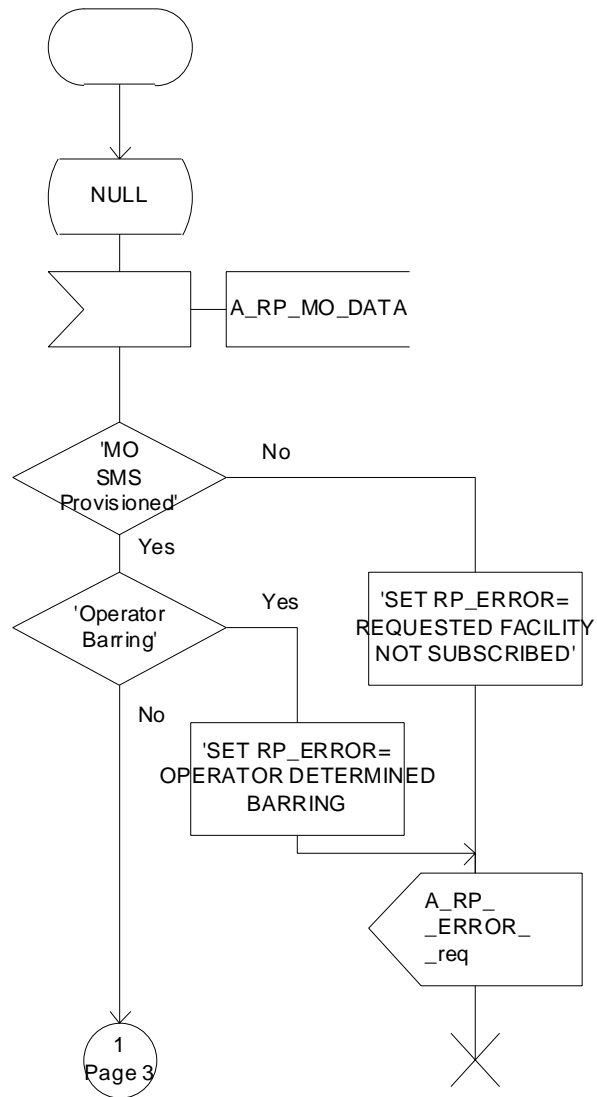 NULL
A_RP_MO_DATA
'MO
SMS
Provisioned'
No
Yes
'Operator
Barring'
Yes
'SET RP_ERROR=
REQUESTED FACILITY
NOT SUBSCRIBED'
No
'SET RP_ERROR=
OPERATOR DETERMINED
BARRING
A_RP_
_ERROR_
_req
1
Page 3